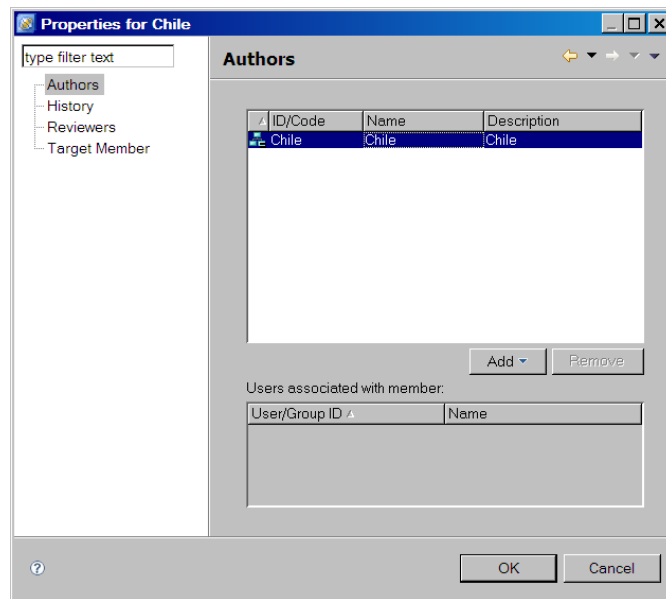 Properties for Chile
type filter text
Authors
History
Reviewers
Target Member
Authors
ID/Code Name Description
Chile Chile Chile
Add Remove
Users associated with member:
User/Group ID Name
?
OK Cancel